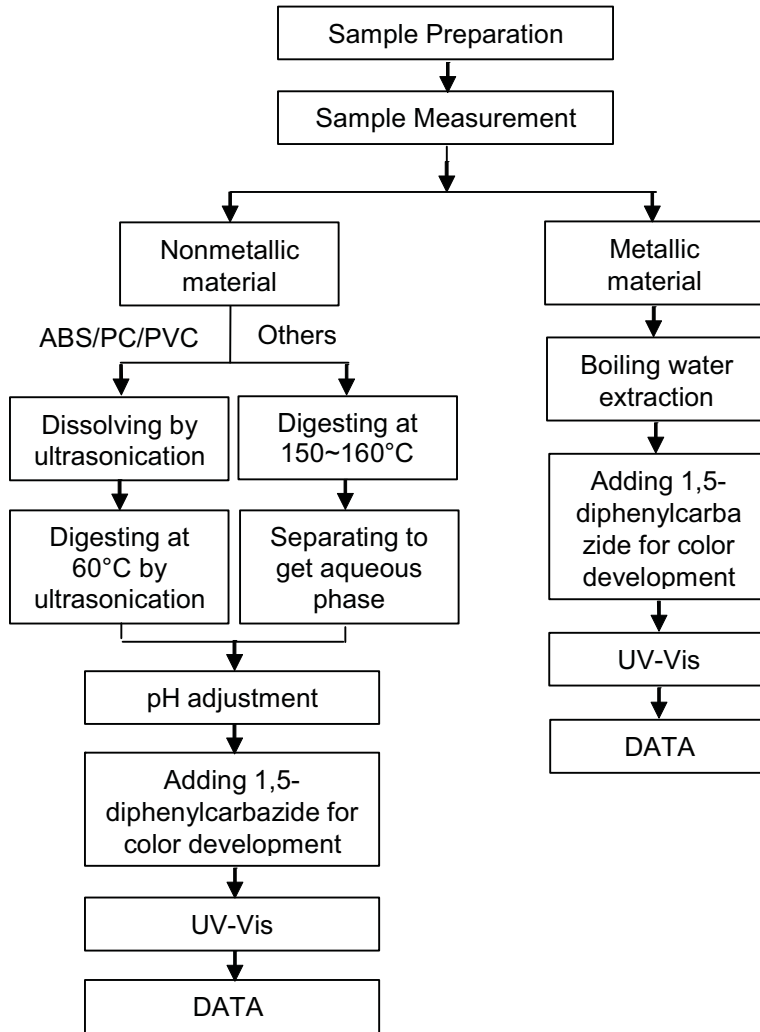 Sample Preparation
Sample Measurement
Nonmetallic
material
ABS/PC/PVC
Others
Dissolving by
ultrasonication
Digesting at
150~160°C
Digesting at
60°C by
ultrasonication
Separating to
get aqueous
phase
pH adjustment
Adding 1,5-
diphenylcarbazide for
color development
UV-Vis
DATA
Metallic
material
Boiling water
extraction
Adding 1,5-
diphenylcarba
zide for color
development
UV-Vis
DATA